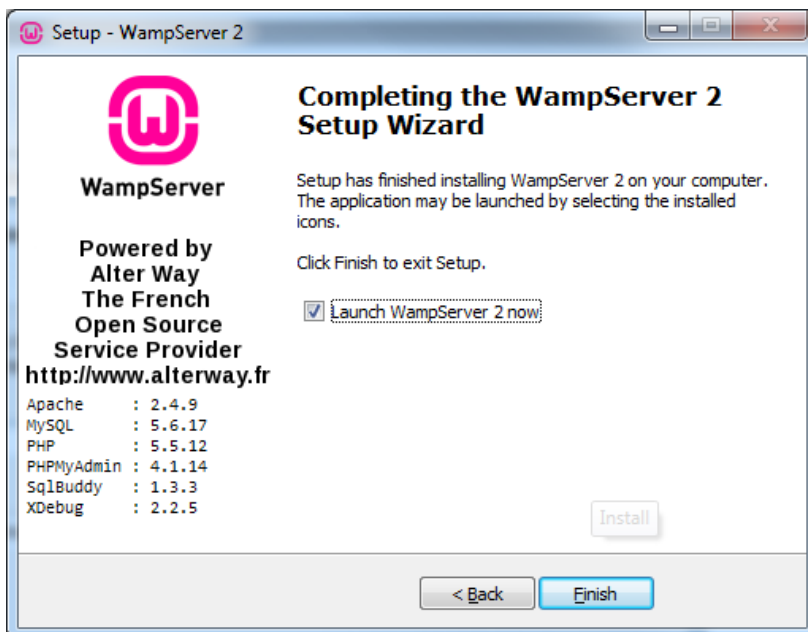 Setup - WampServer 2
WampServer
Powered by
Alter Way
The French
Open Source
Service Provider
http://www.alterway.fr
Apache : 2.4.9
MySQL : 5.6.17
PHP : 5.5.12
PHPMyAdmin : 4.1.14
SqlBuddy : 1.3.3
XDebug : 2.2.5
Completing the WampServer 2
Setup Wizard
Setup has finished installing WampServer 2 on your computer.
The application may be launched by selecting the installed
icons.
Click Finish to exit Setup.
Launch WampServer 2 now
Install
< Back
Finish